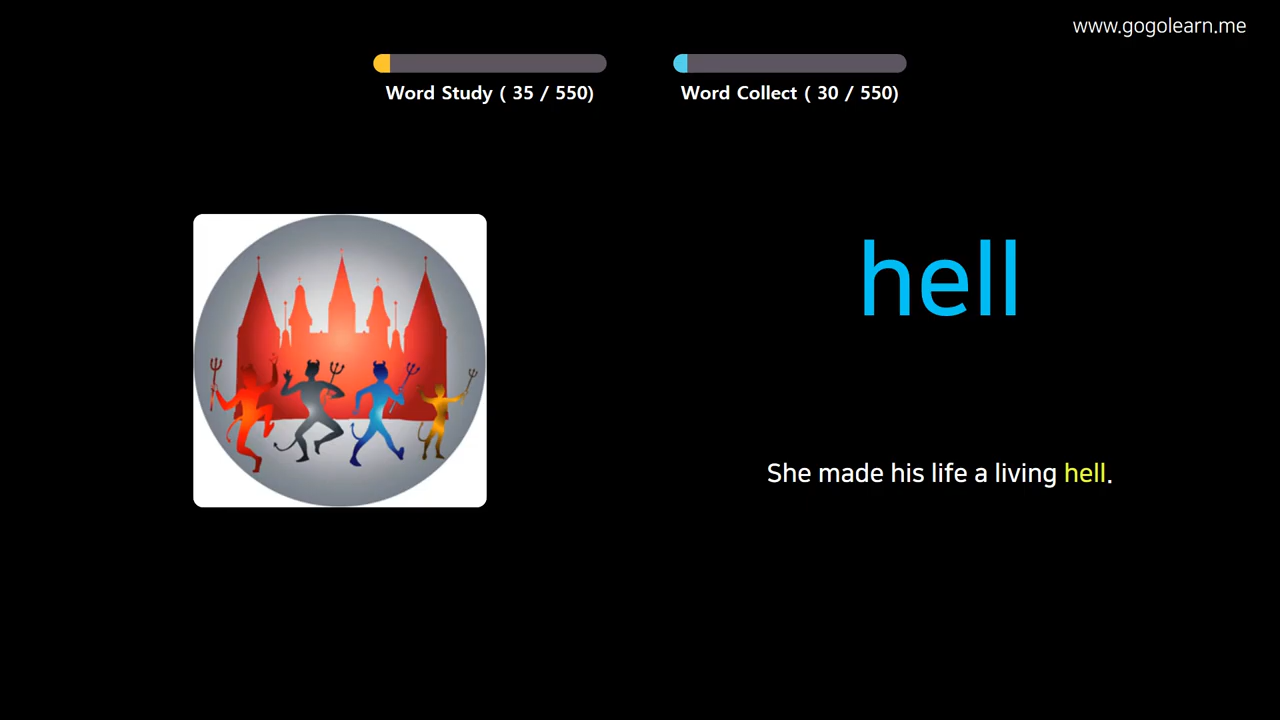 www.gogolearn.me
Word Study ( 35 / 550)
Word Collect ( 30 / 550)
hell
She made his life a living hell.